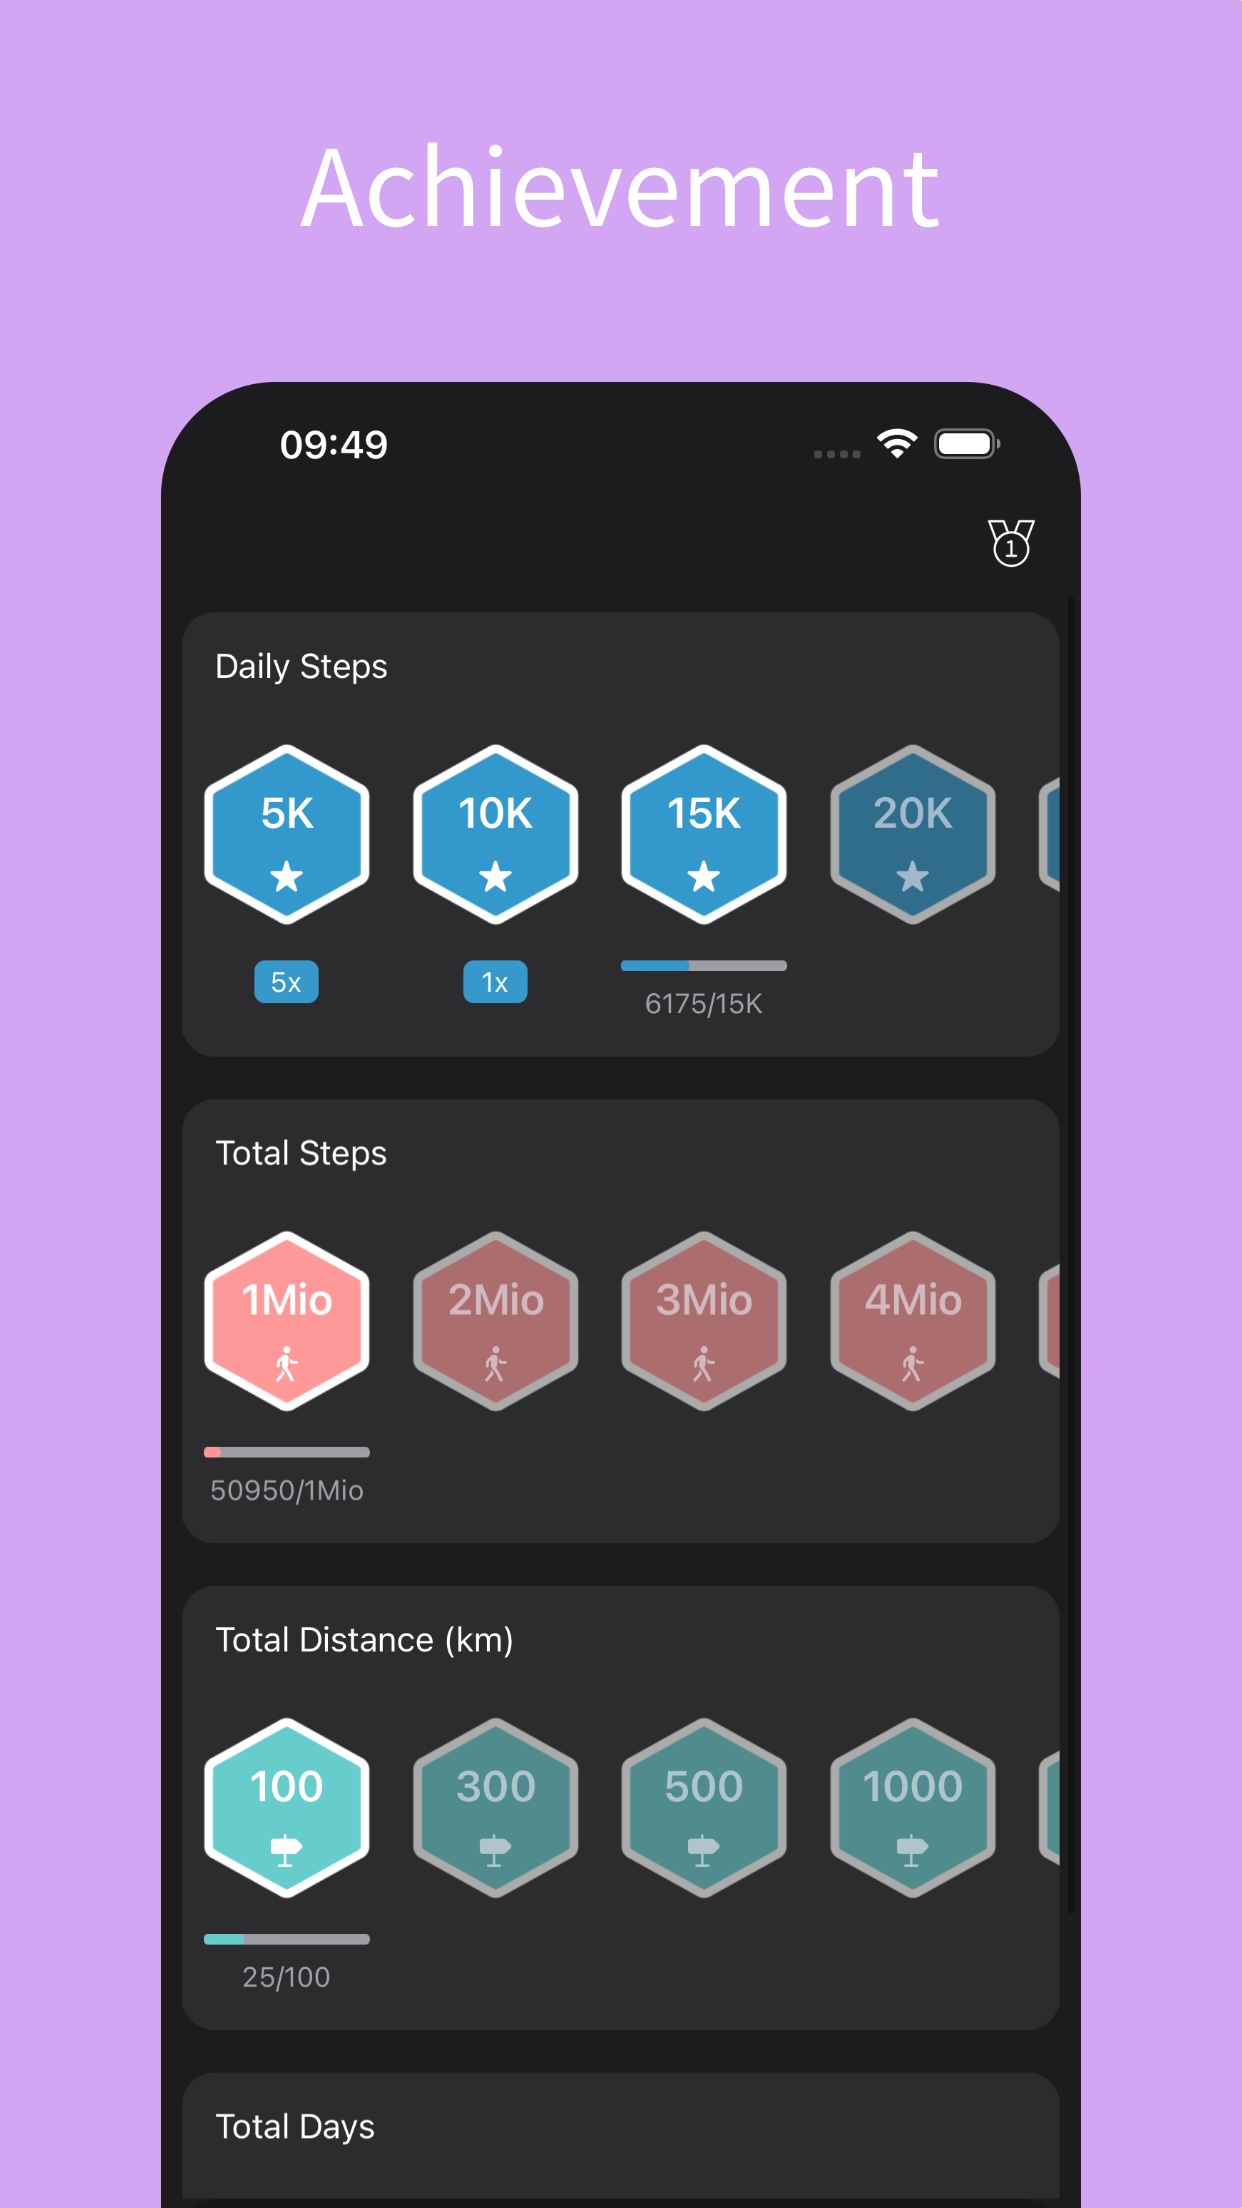 Achievement
09:49
1
Daily Steps
5K
10K
15K
20K
5x
1x
6175/15K
Total Steps
1Mio
2Mio
3Mio
4Mio
50950/1Mio
Total Distance (km)
100
300
500
1000
25/100
Total Days